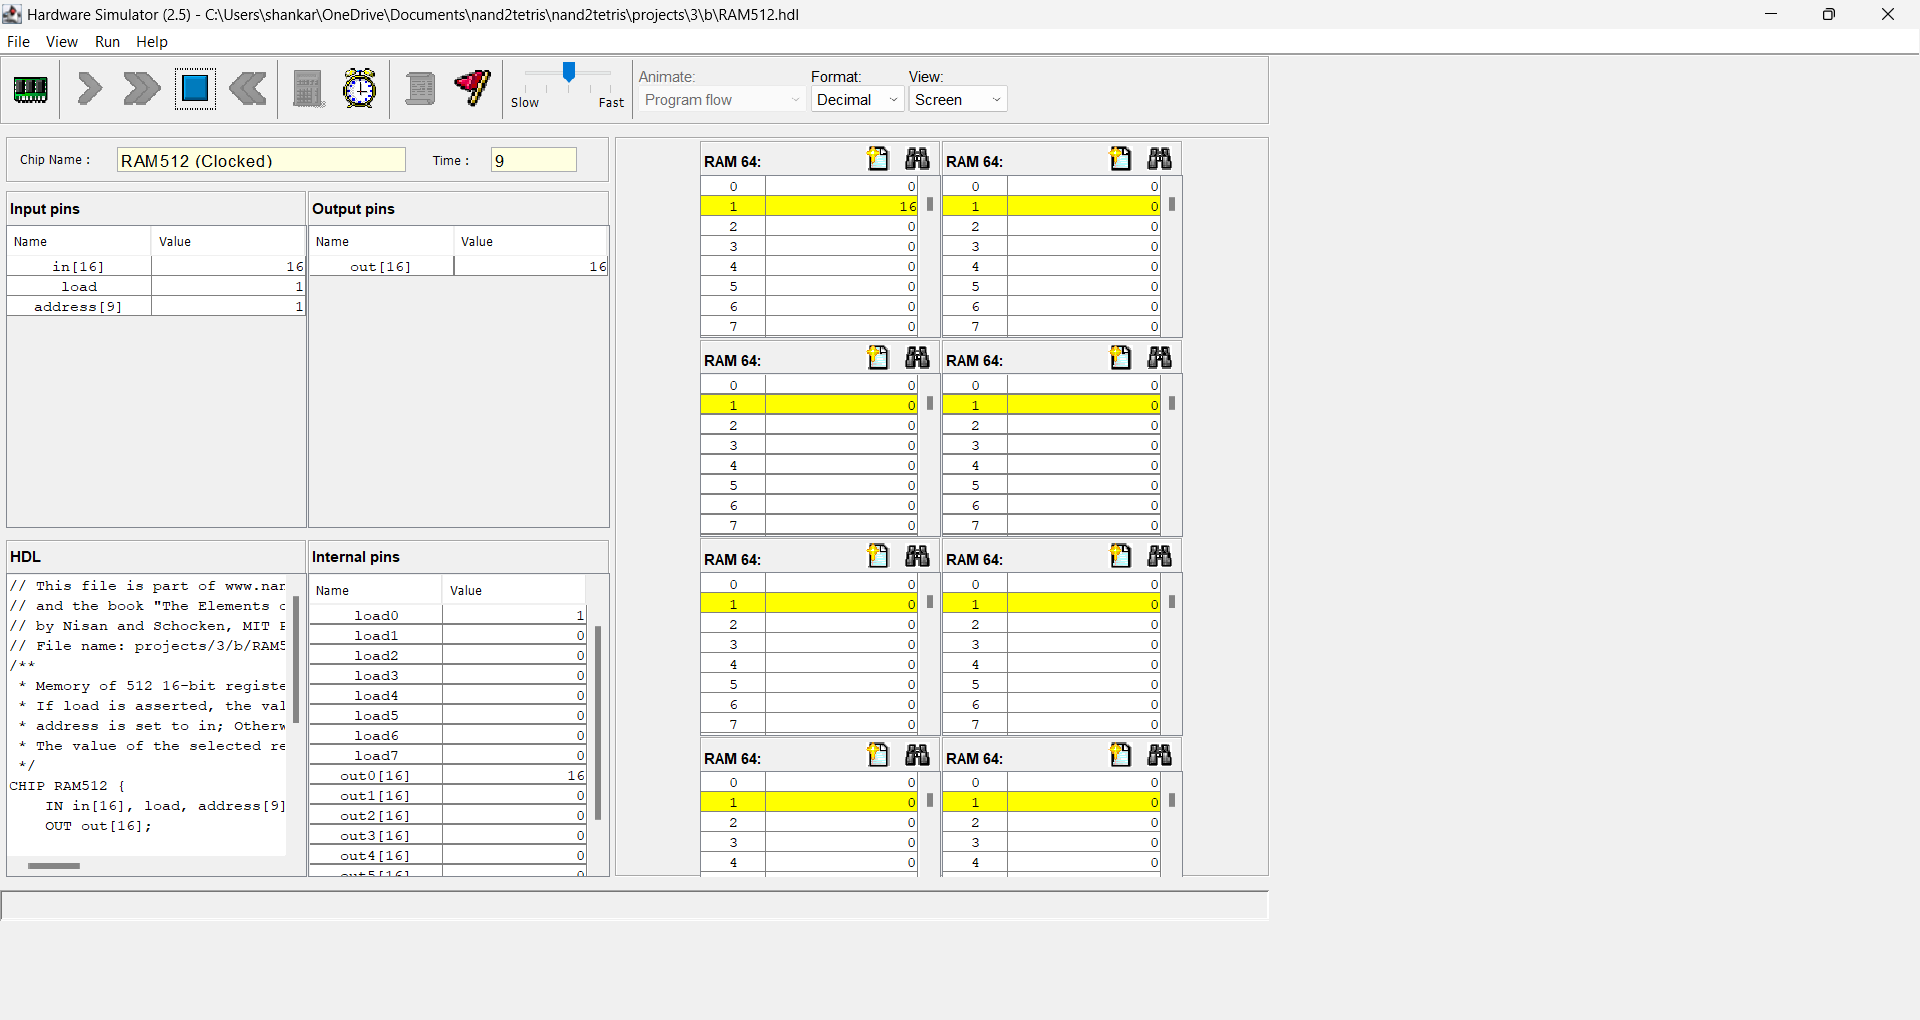 Hardware Simulator (2.5) - C:\Users\shankar\OneDrive\Documents\nand2tetris\nand2tetris\projects\3\b\RAM512.hdl
File View Run Help
Slow Fast
Animate: Format: View:
Program flow Decimal Screen
Chip Name : RAM512 (Clocked) Time : 9
Input pins
Name Value
in[16] 16
load 1
address[9] 1
Output pins
Name Value
out[16] 16
HDL
// This file is part of www.nan
// and the book "The Elements o
// by Nisan and Schocken, MIT P
// File name: projects/3/b/RAM5
/**
* Memory of 512 16-bit registe
* If load is asserted, the val
* address is set to in; Otherw
* The value of the selected re
*/
CHIP RAM512 {
IN in[16], load, address[9]
OUT out[16];
Internal pins
Name Value
load0 1
load1 0
load2 0
load3 0
load4 0
load5 0
load6 0
load7 0
out0[16] 16
out1[16] 0
out2[16] 0
out3[16] 0
out4[16] 0
out5[16] 0
RAM 64:
0 0
1 16
2 0
3 0
4 0
5 0
6 0
7 0
RAM 64:
0 0
1 0
2 0
3 0
4 0
5 0
6 0
7 0
RAM 64:
0 0
1 0
2 0
3 0
4 0
5 0
6 0
7 0
RAM 64:
0 0
1 0
2 0
3 0
4 0
5 0
6 0
7 0
RAM 64:
0 0
1 0
2 0
3 0
4 0
5 0
6 0
7 0
RAM 64:
0 0
1 0
2 0
3 0
4 0
5 0
6 0
7 0
RAM 64:
0 0
1 0
2 0
3 0
4 0
RAM 64:
0 0
1 0
2 0
3 0
4 0